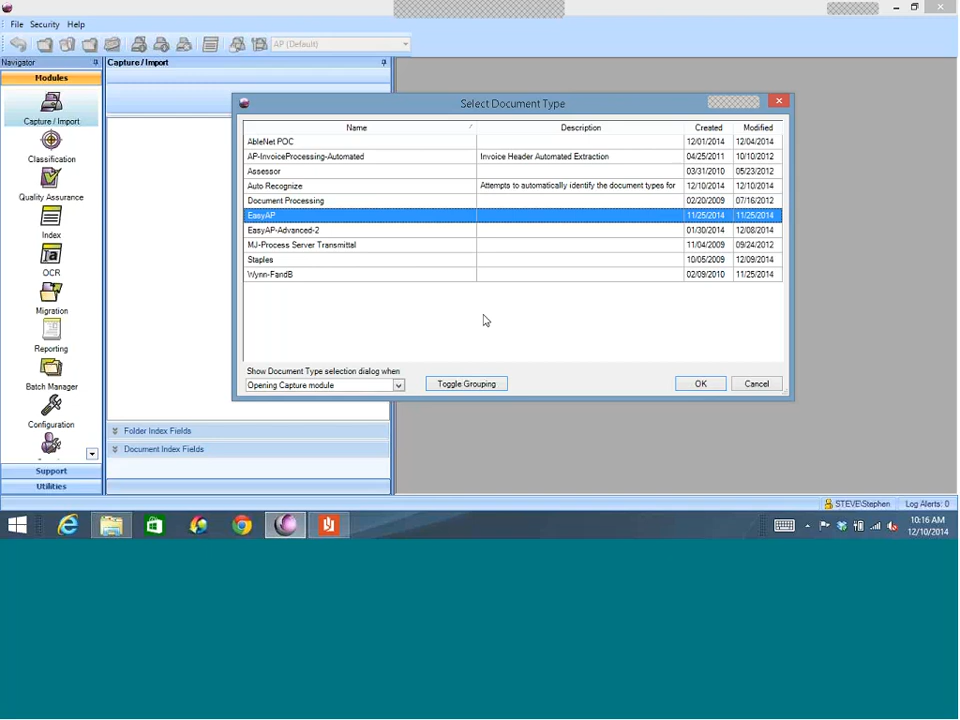 File Security Help
AP (Default)
Navigator
Capture / Import
Modules
Capture / Import
Classification
Quality Assurance
Index
OCR
Migration
Reporting
Batch Manager
Configuration
Support
Utilities
Select Document Type
Name Description Created Modified
AbleNet POC 12/01/2014 12/04/2014
AP-InvoiceProcessing-Automated Invoice Header Automated Extraction 04/25/2011 10/10/2012
Assessor 03/31/2010 05/23/2012
Auto Recognize Attempts to automatically identify the document types for 12/10/2014 12/10/2014
Document Processing 02/20/2009 07/16/2012
EasyAP 11/25/2014 11/25/2014
EasyAP-Advanced-2 01/30/2014 12/08/2014
MJ-Process Server Transmittal 11/04/2009 09/24/2012
Staples 10/05/2009 12/09/2014
Wynn-FandB 02/09/2010 11/25/2014
Show Document Type selection dialog when
Opening Capture module Toggle Grouping OK Cancel
Folder Index Fields
Document Index Fields
STEVE\Stephen Log Alerts: 0
10:16 AM
12/10/2014